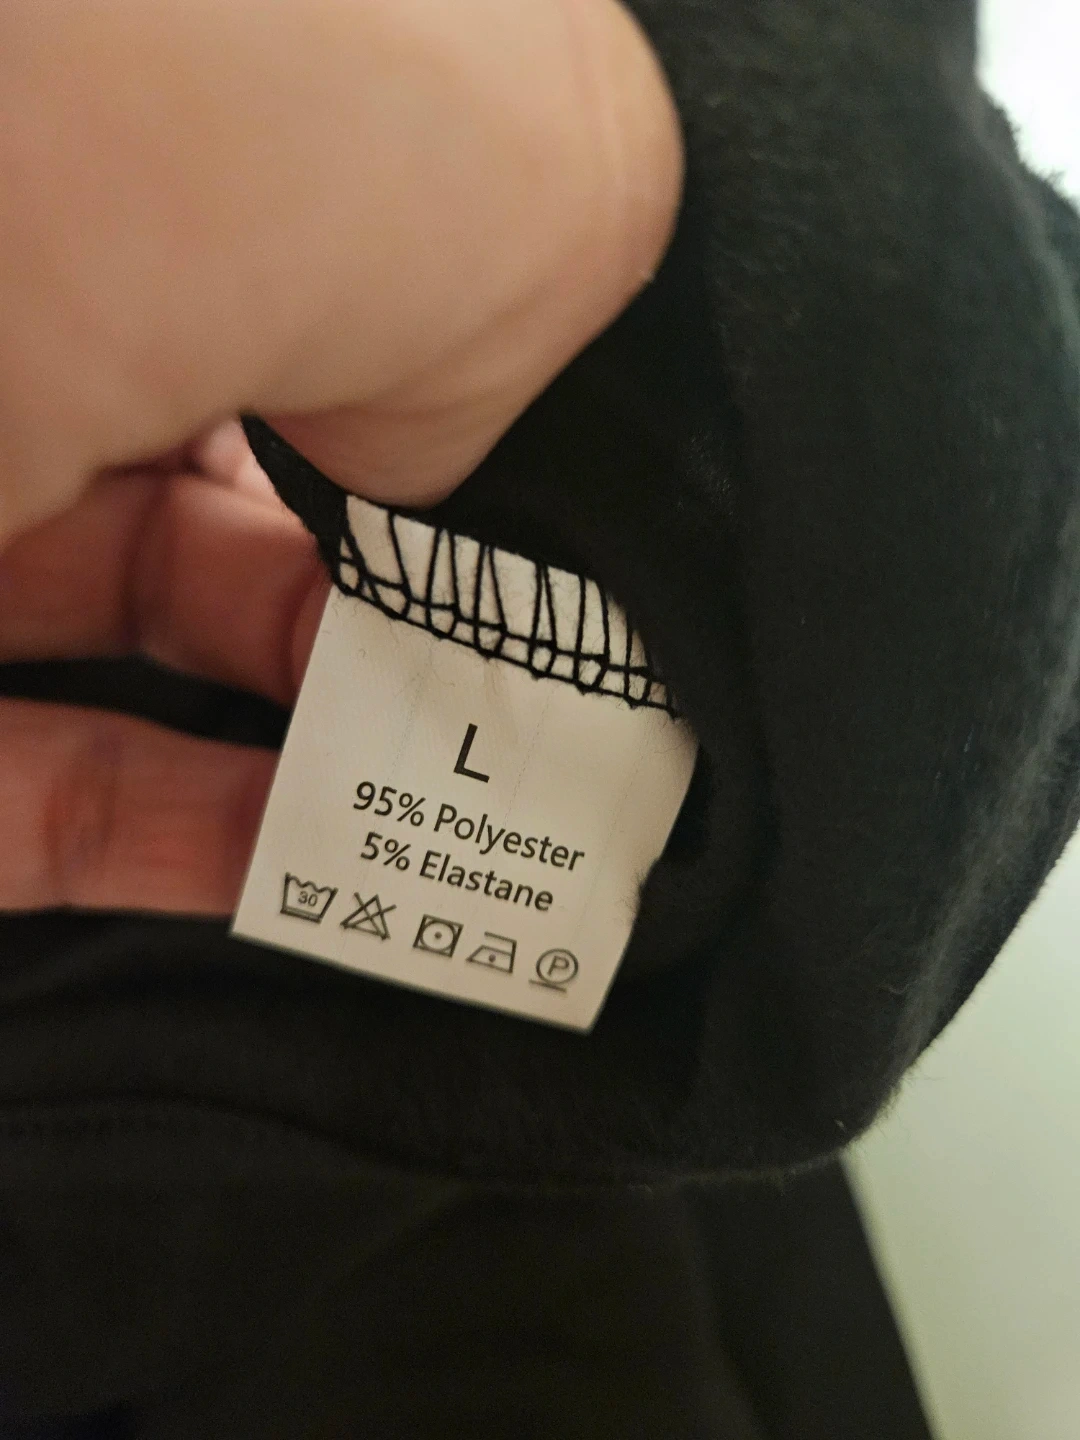 L
95% Polyester
5% Elastane
30 P